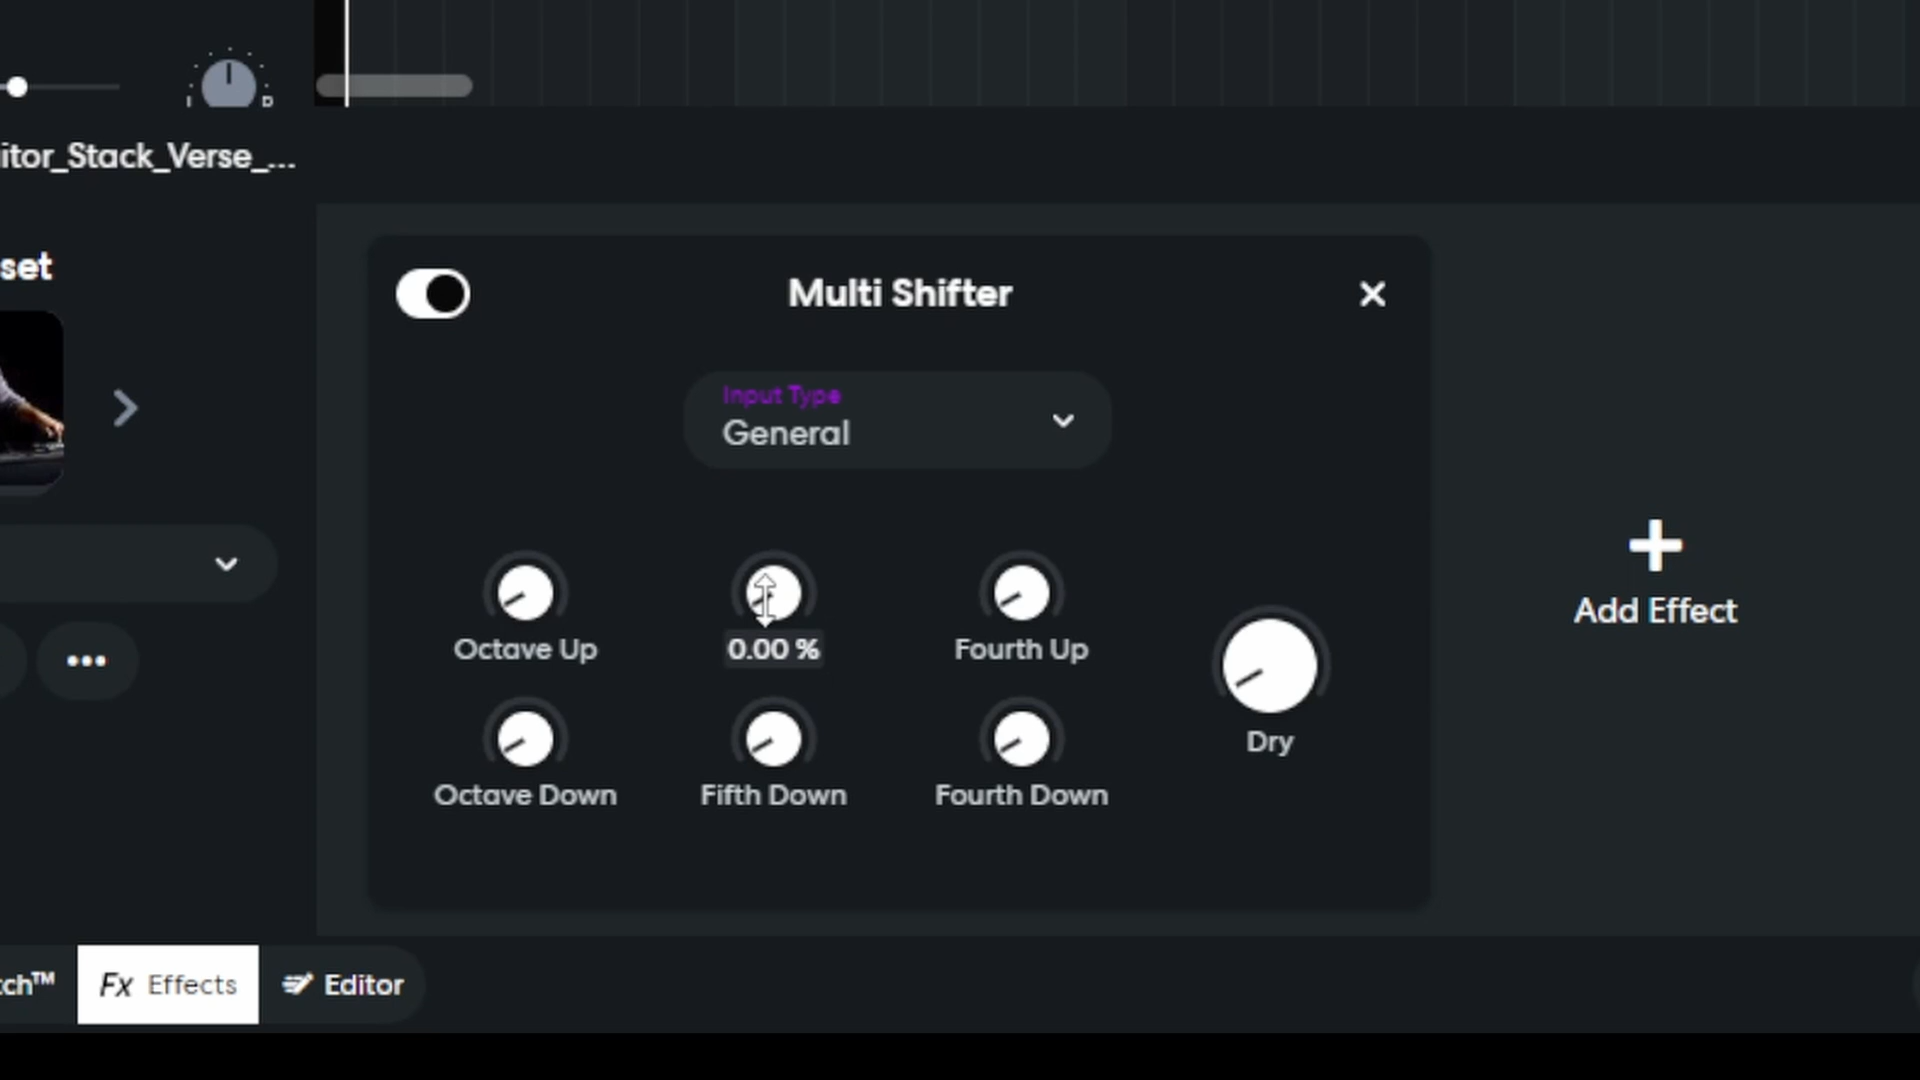 itor_Stack_Verse_...
set
Multi Shifter
Input Type
General
Octave Up
0.00 %
Fourth Up
Octave Down
Fifth Down
Fourth Down
Dry
Add Effect
•••
tch™
Fx Effects
Editor